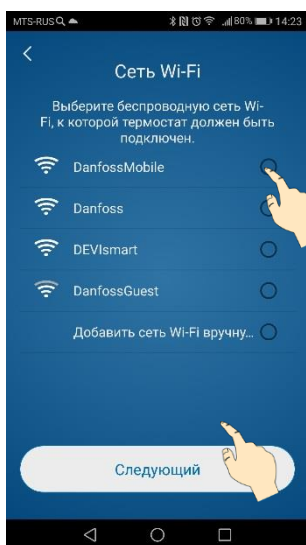 MTS-RUS 80% 14:23
Сеть Wi-Fi
Выберите беспроводную сеть Wi-
Fi, к которой термостат должен быть
подключен.
DanfossMobile
Danfoss
DEVIsmart
DanfossGuest
Добавить сеть Wi-Fi вручну...
Следующий